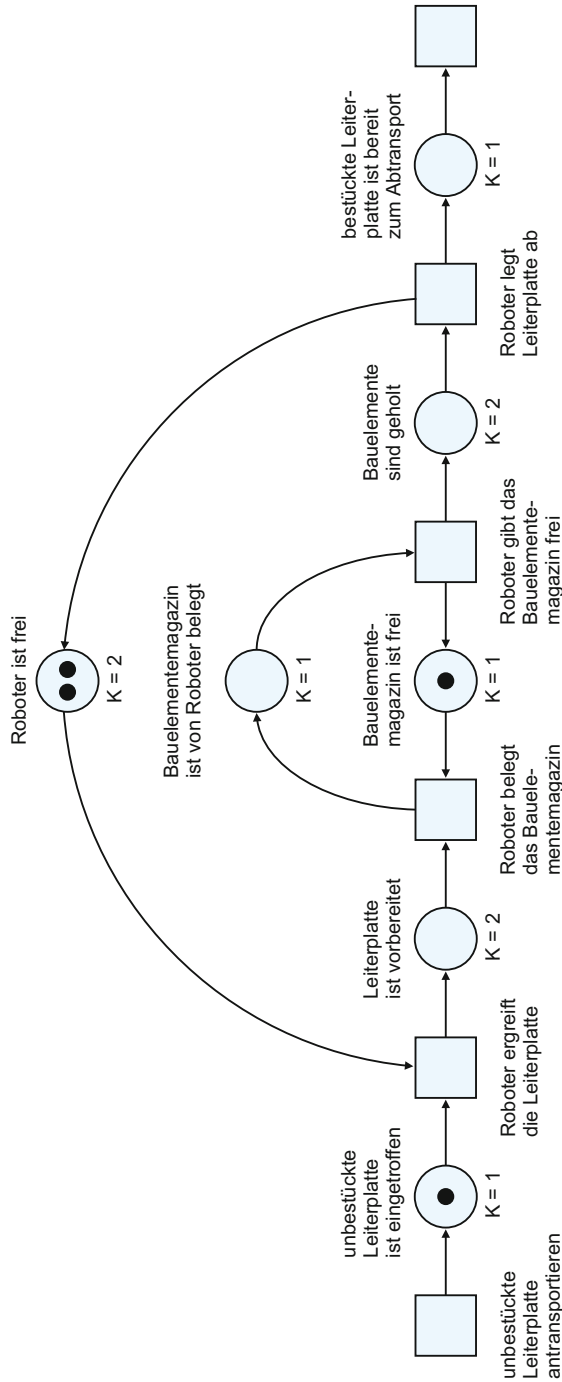 Roboter ist frei
K = 2
Bauelementemagazin
ist von Roboter belegt
K = 1
unbestückte
Leiterplatte
ist eingetroffen
K = 1
Leiterplatte
ist vorbereitet
K = 2
Bauelemente-
magazin ist frei
K = 1
Bauelemente
sind geholt
K = 2
bestückte Leiter-
platte ist bereit
zum Abtransport
K = 1
unbestückte
Leiterplatte
antransportieren
Roboter ergreift
die Leiterplatte
Roboter belegt
das Bauele-
mentemagazin
Roboter gibt das
Bauelemente-
magazin frei
Roboter legt
Leiterplatte ab